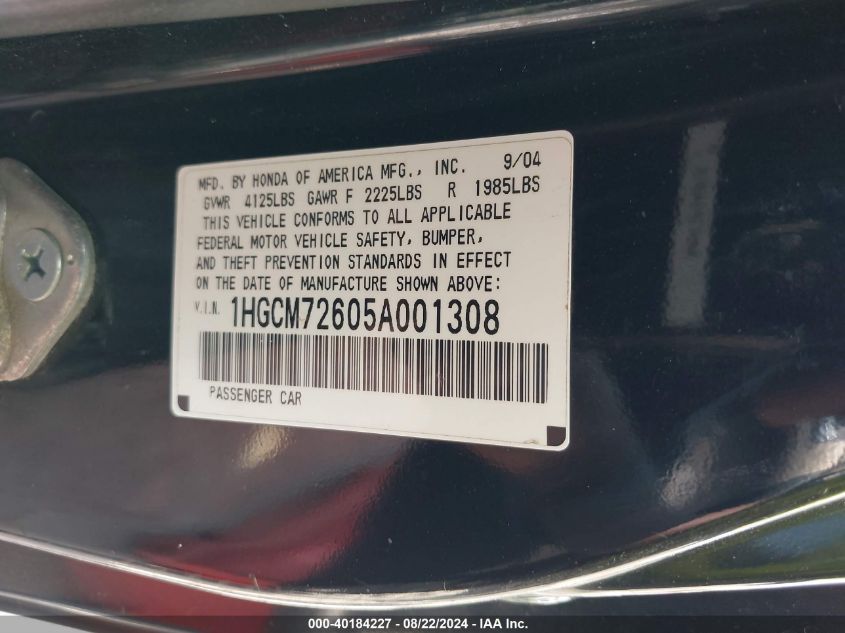 MFD. BY HONDA OF AMERICA MFG., INC. 9/04
GVWR 4125LBS GAWR F 2225LBS R 1985LBS
THIS VEHICLE CONFORMS TO ALL APPLICABLE
FEDERAL MOTOR VEHICLE SAFETY, BUMPER,
AND THEFT PREVENTION STANDARDS IN EFFECT
ON THE DATE OF MANUFACTURE SHOWN ABOVE:
V.I.N. 1HGCM72605A001308
PASSENGER CAR
000-40184227 - 08/22/2024 - IAA Inc.